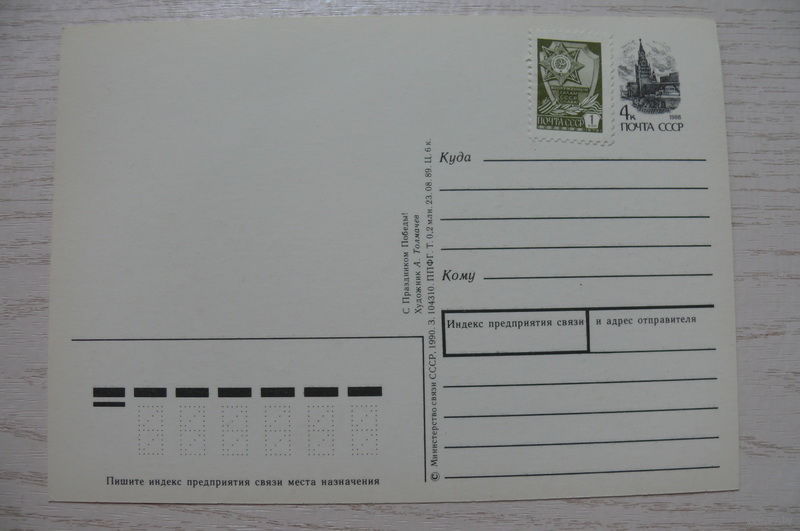 ПОЧТА СССР 1
4к 1988
ПОЧТА СССР
Куда
Кому
Индекс предприятия связи и адрес отправителя
С Праздником Победы!
Художник А. Толмачев
© Министерство связи СССР, 1990. З. 104310. ППФГ. Т. 0,2 млн. 23. 08. 89. Ц. 6 к.
Пишите индекс предприятия связи места назначения